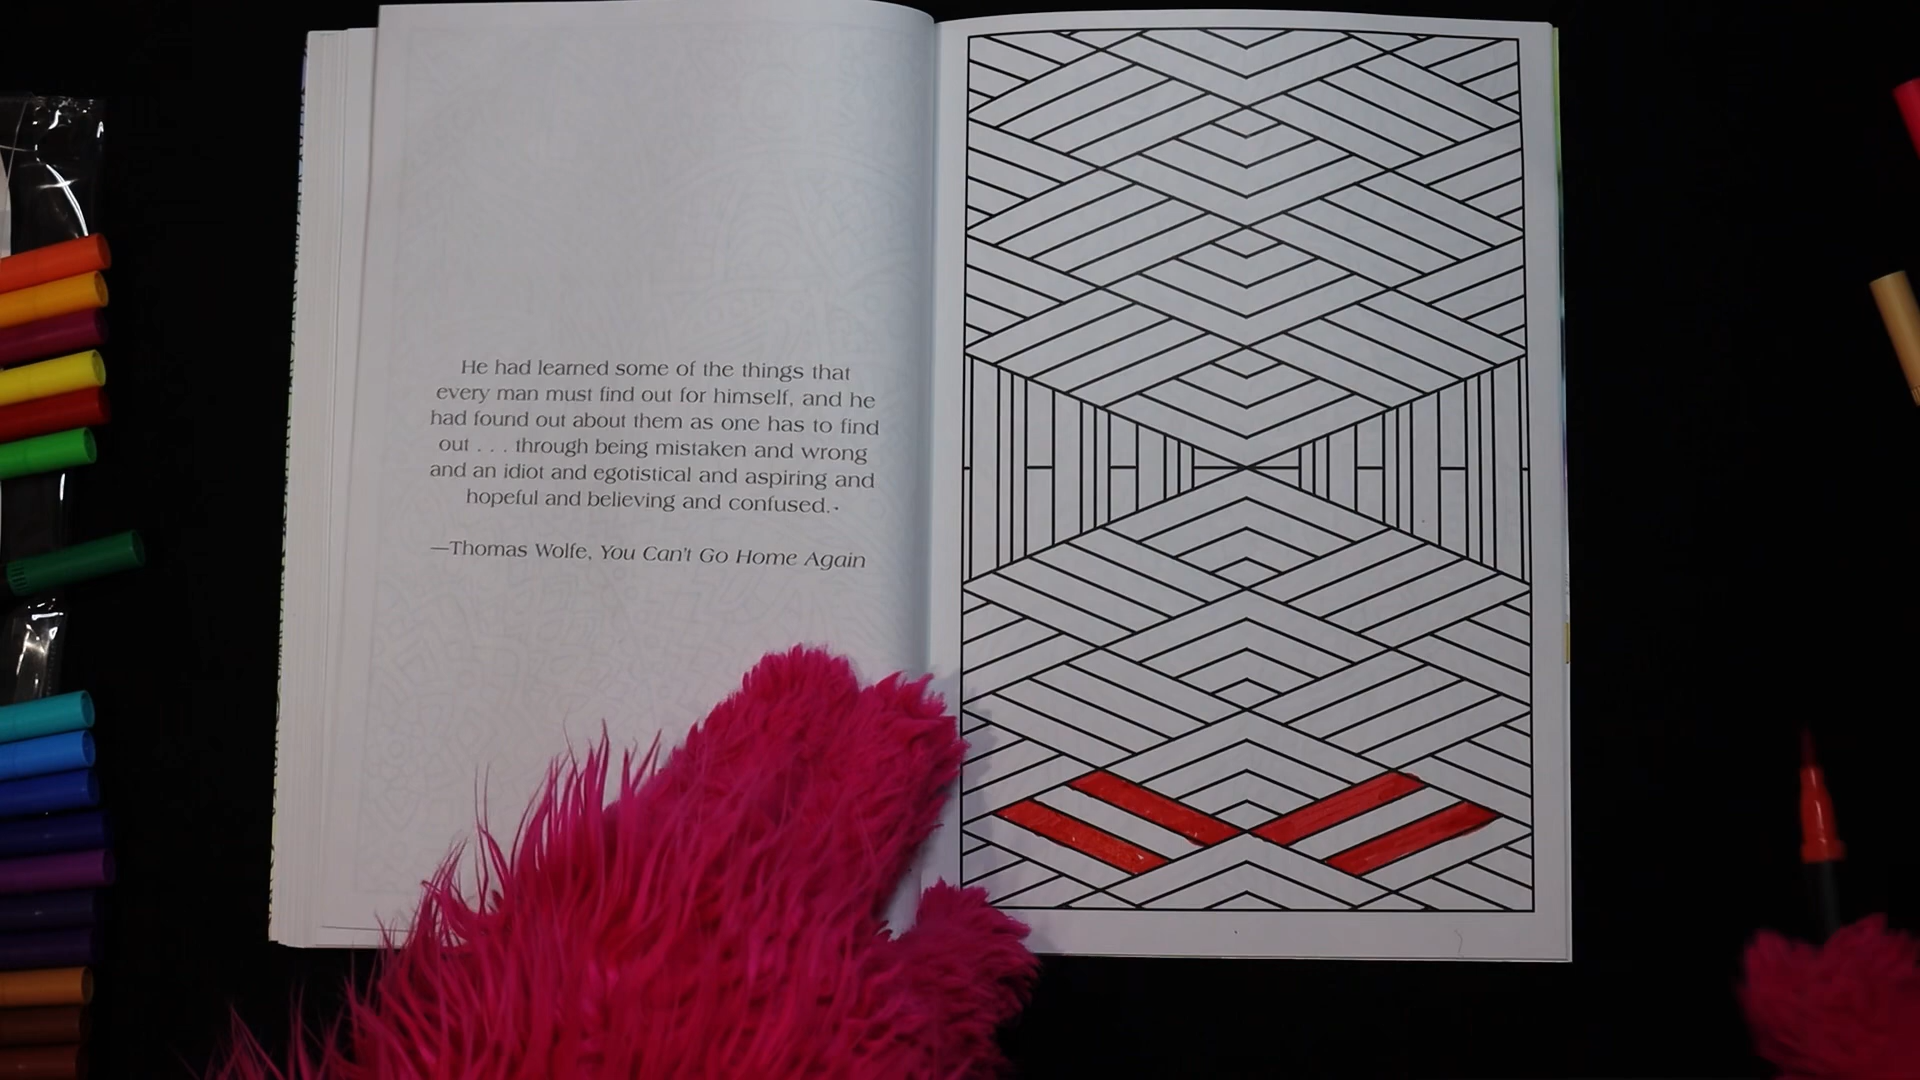 He had learned some of the things that
every man must find out for himself, and he
had found out about them as one has to find
out . . . through being mistaken and wrong
and an idiot and egotistical and aspiring and
hopeful and believing and confused.
—Thomas Wolfe, You Can't Go Home Again